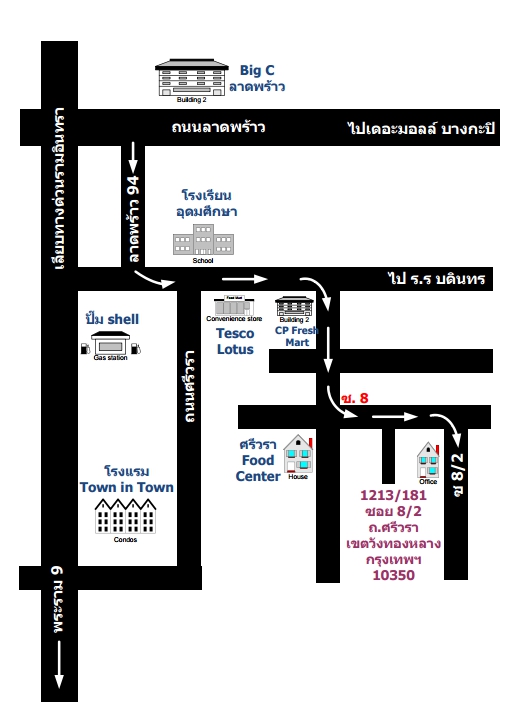 Big C
ลาดพร้าว
Building 2
ถนนลาดพร้าว
ไปเดอะมอลล์ บางกะปิ
เลียบทางด่วนรามอินทรา
ลาดพร้าว 94
โรงเรียน
อุดมศึกษา
School
ไป ร.ร บดินทร
ปั๊ม shell
Gas station
Food Mart
Convenience store
Tesco
Lotus
Building 2
CP Fresh
Mart
ถนนศรีวรา
ซ. 8
ศรีวรา
Food
Center
House
Office
ซ 8/2
โรงแรม
Town in Town
Condos
1213/181
ซอย 8/2
ถ.ศรีวรา
เขตวังทองหลาง
กรุงเทพฯ
10350
พระราม 9